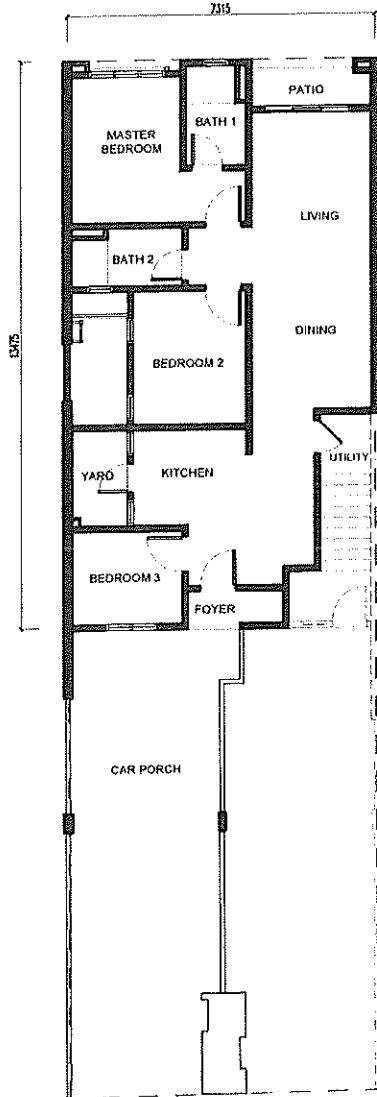 7315
PATIO
BATH 1
MASTER
BEDROOM
LIVING
BATH 2
DINING
13475
BEDROOM 2
UTILITY
YARD
KITCHEN
BEDROOM 3
FOYER
CAR PORCH